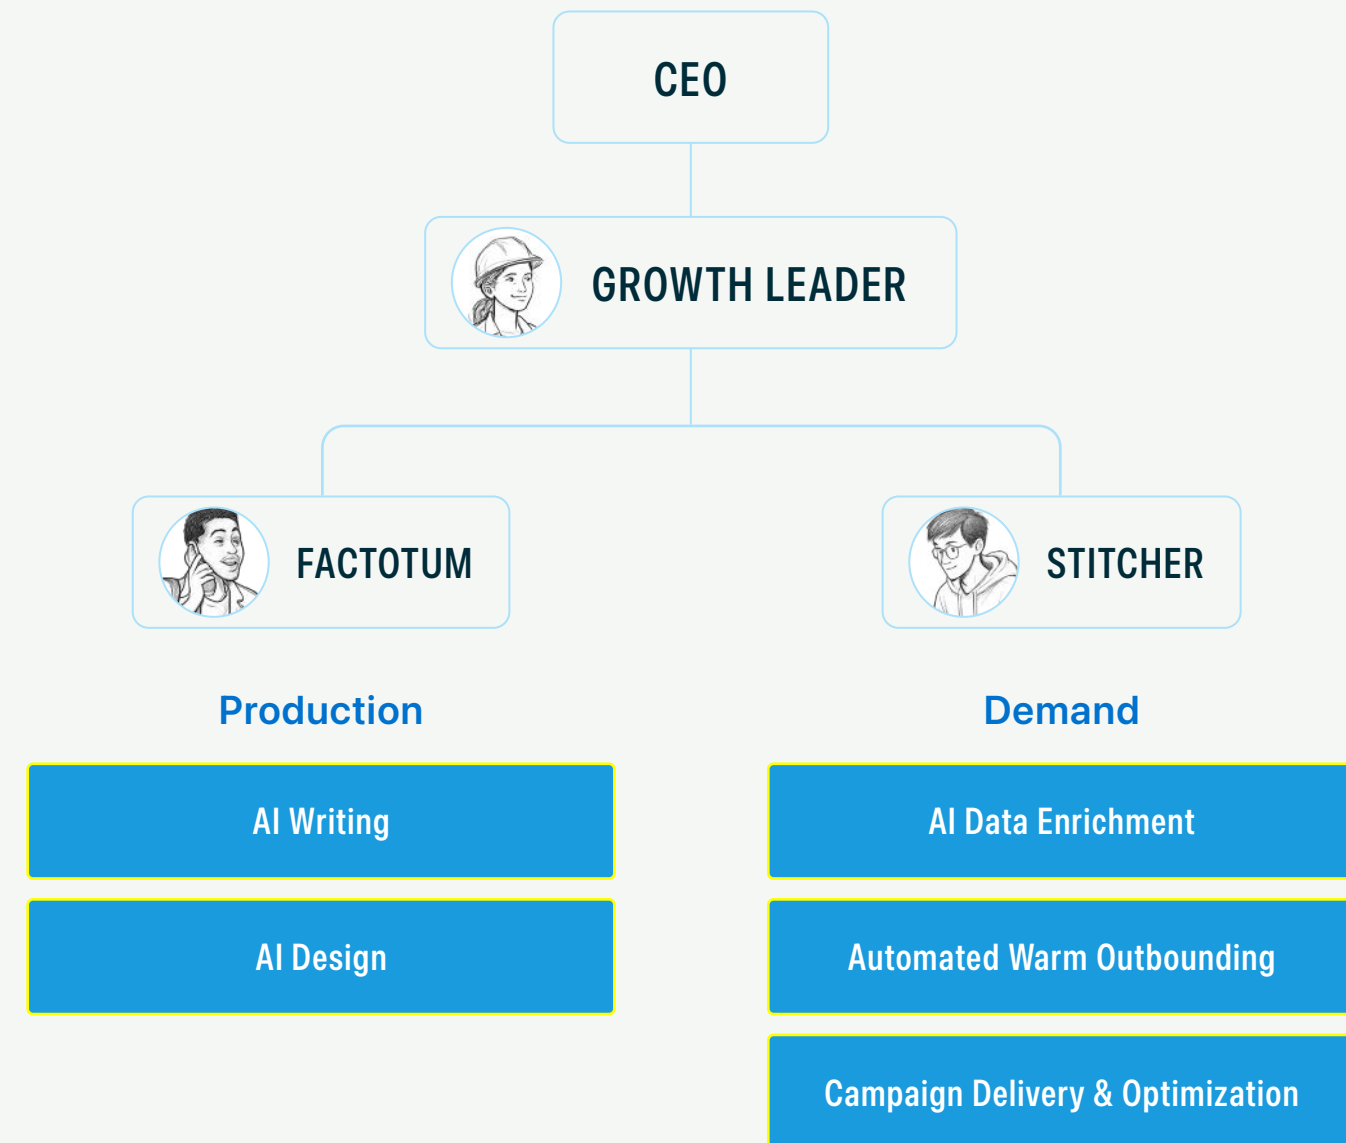 CEO
GROWTH LEADER
FACTOTUM
STITCHER
Production
Demand
AI Writing
AI Data Enrichment
AI Design
Automated Warm Outbounding
Campaign Delivery & Optimization